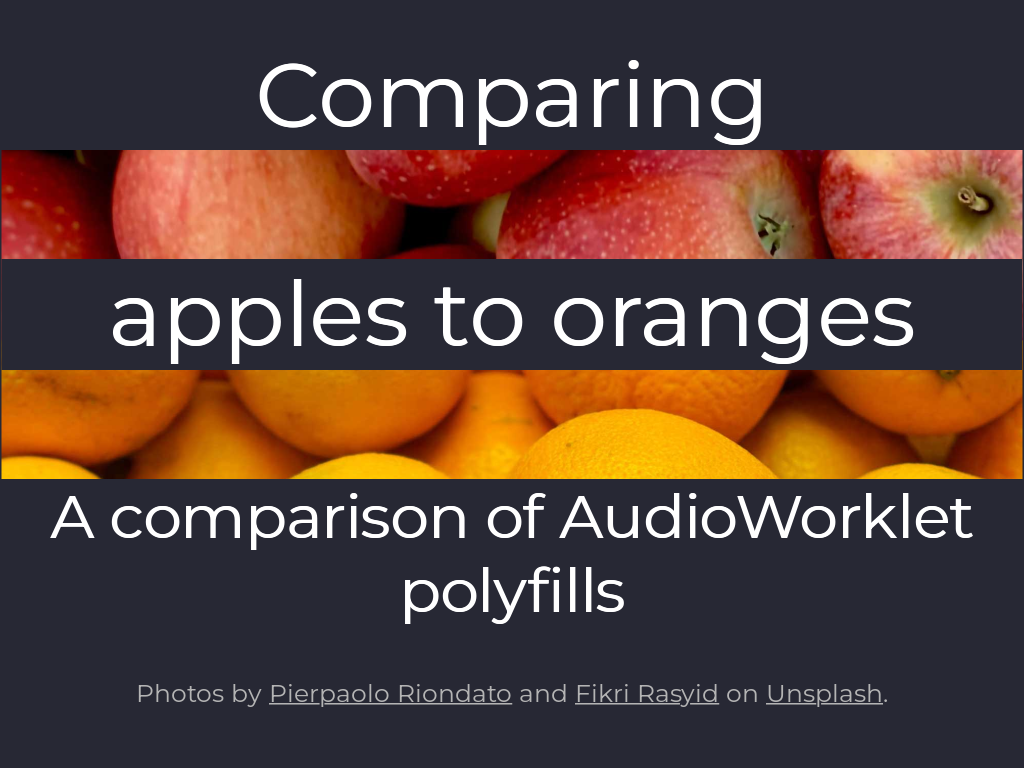 Comparing
apples to oranges
A comparison of AudioWorklet
polyfills
Photos by Pierpaolo Riondato and Fikri Rasyid on Unsplash.